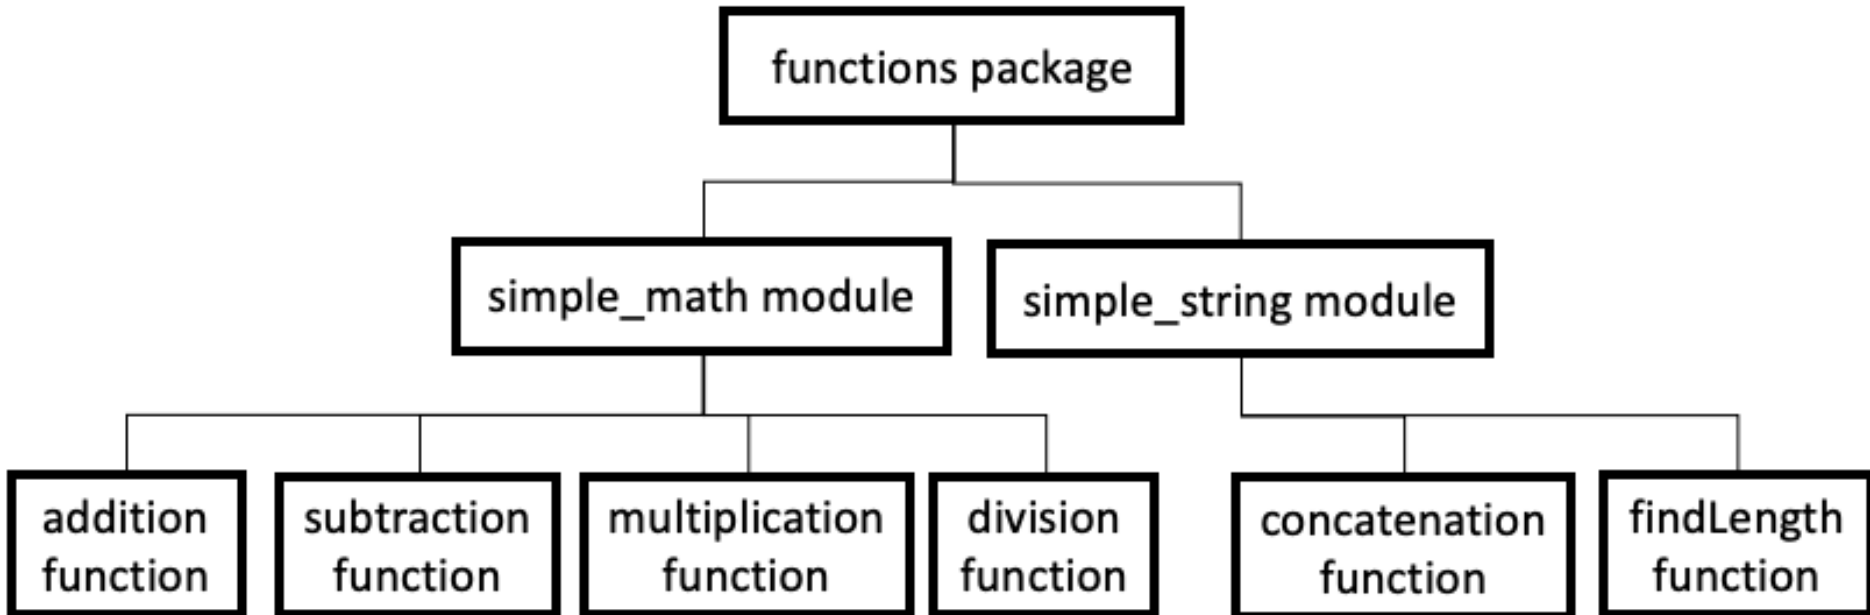 functions package
simple_math module
simple_string module
addition
function
subtraction
function
multiplication
function
division
function
concatenation
function
findLength
function